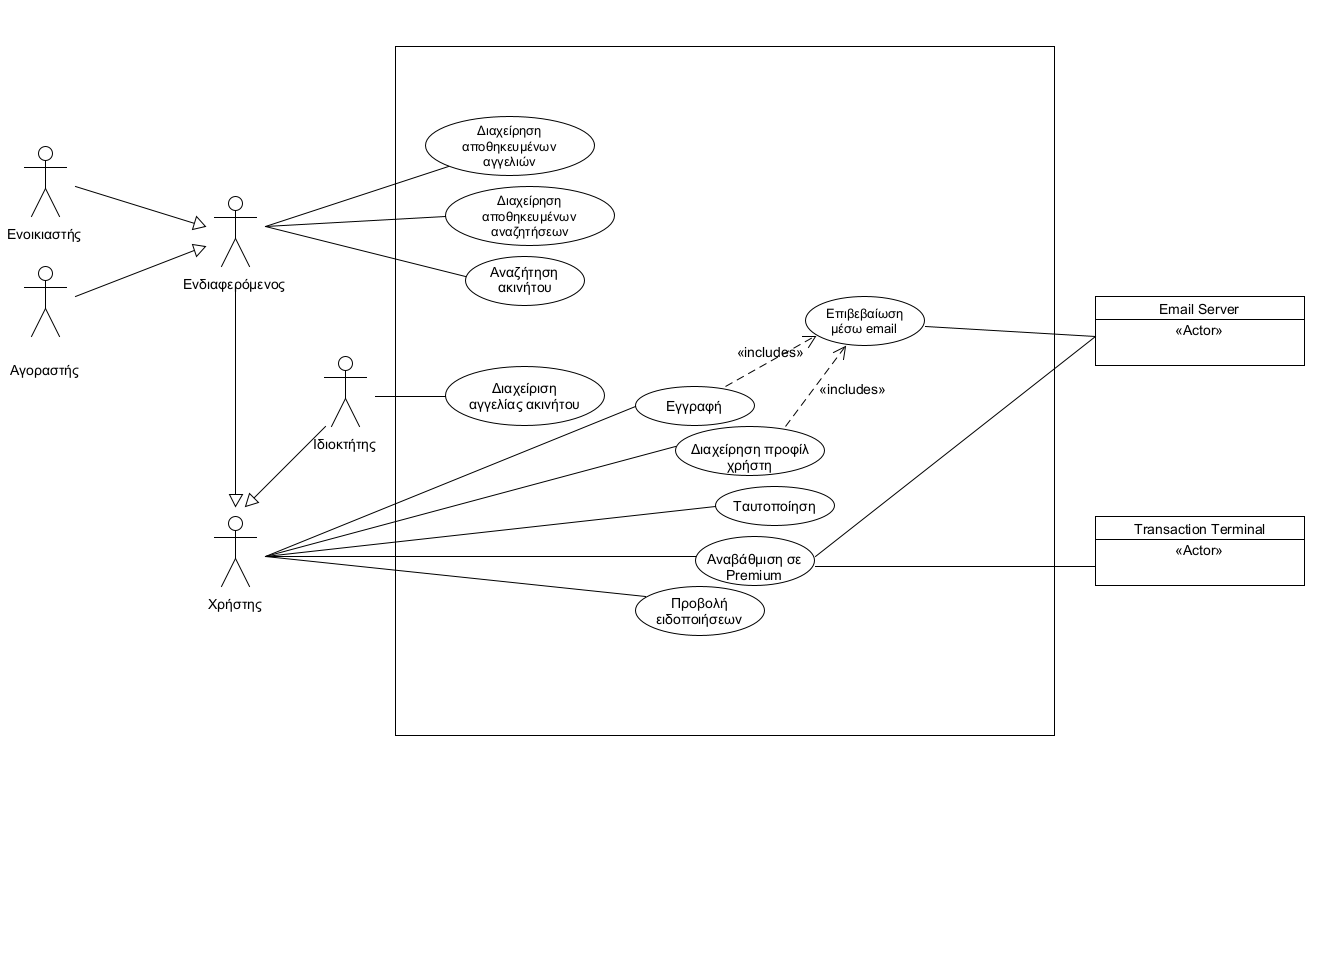 Διαχείρηση
αποθηκευμένων
αγγελιών
Ενοικιαστής
Διαχείρηση
αποθηκευμένων
αναζητήσεων
Ενδιαφερόμενος
Αναζήτηση
ακινήτου
Αγοραστής
Επιβεβαίωση
μέσω email
Email Server
«Actor»
«includes»
«includes»
Διαχείριση
αγγελίας ακινήτου
Ιδιοκτήτης
Εγγραφή
Διαχείρηση προφίλ
χρήστη
Ταυτοποίηση
Transaction Terminal
«Actor»
Αναβάθμιση σε
Premium
Χρήστης
Προβολή
ειδοποιήσεων